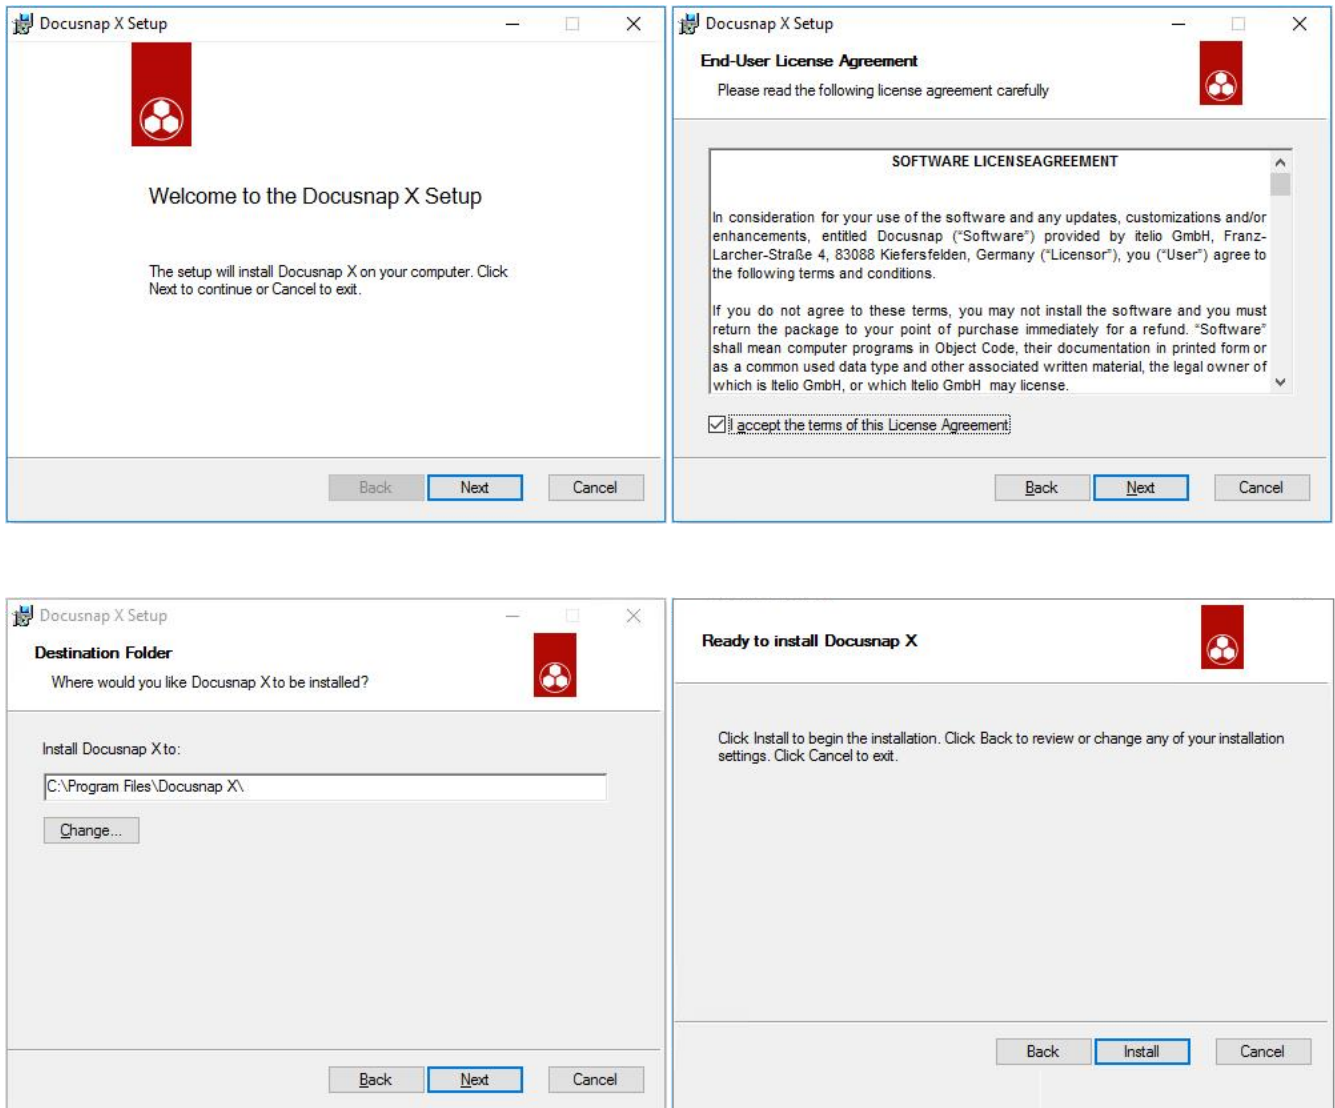 Docusnap X Setup
Welcome to the Docusnap X Setup
The setup will install Docusnap X on your computer. Click
Next to continue or Cancel to exit.
Back Next Cancel
Docusnap X Setup
End-User License Agreement
Please read the following license agreement carefully
SOFTWARE LICENSEAGREEMENT
In consideration for your use of the software and any updates, customizations and/or
enhancements, entitled Docusnap (“Software”) provided by itelio GmbH, Franz-
Larcher-Straße 4, 83088 Kiefersfelden, Germany (“Licensor”), you (“User”) agree to
the following terms and conditions.
If you do not agree to these terms, you may not install the software and you must
return the package to your point of purchase immediately for a refund. “Software”
shall mean computer programs in Object Code, their documentation in printed form or
as a common used data type and other associated written material, the legal owner of
which is Itelio GmbH, or which Itelio GmbH may license.
I accept the terms of this License Agreement
Back Next Cancel
Docusnap X Setup
Destination Folder
Where would you like Docusnap X to be installed?
Install Docusnap X to:
C:\Program Files\Docusnap X\
Change...
Back Next Cancel
Ready to install Docusnap X
Click Install to begin the installation. Click Back to review or change any of your installation
settings. Click Cancel to exit.
Back Install Cancel